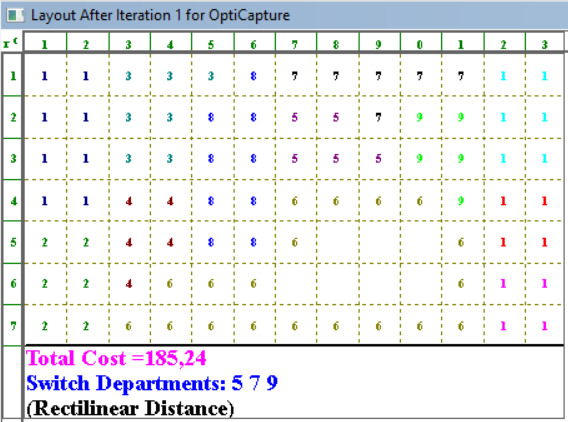 Layout After Iteration 1 for OptiCapture
r c 1 2 3 4 5 6 7 8 9 0 1 2 3
1 1 1 3 3 3 8 7 7 7 7 7 1 1
2 1 1 3 3 8 8 5 5 7 9 9 1 1
3 1 1 3 3 8 8 5 5 5 9 9 1 1
4 1 1 4 4 8 8 6 6 6 6 9 1 1
5 2 2 4 4 8 8 6 6 1 1
6 2 2 4 6 6 6 6 1 1
7 2 2 6 6 6 6 6 6 6 6 6 1 1
Total Cost =185,24
Switch Departments: 5 7 9
(Rectilinear Distance)